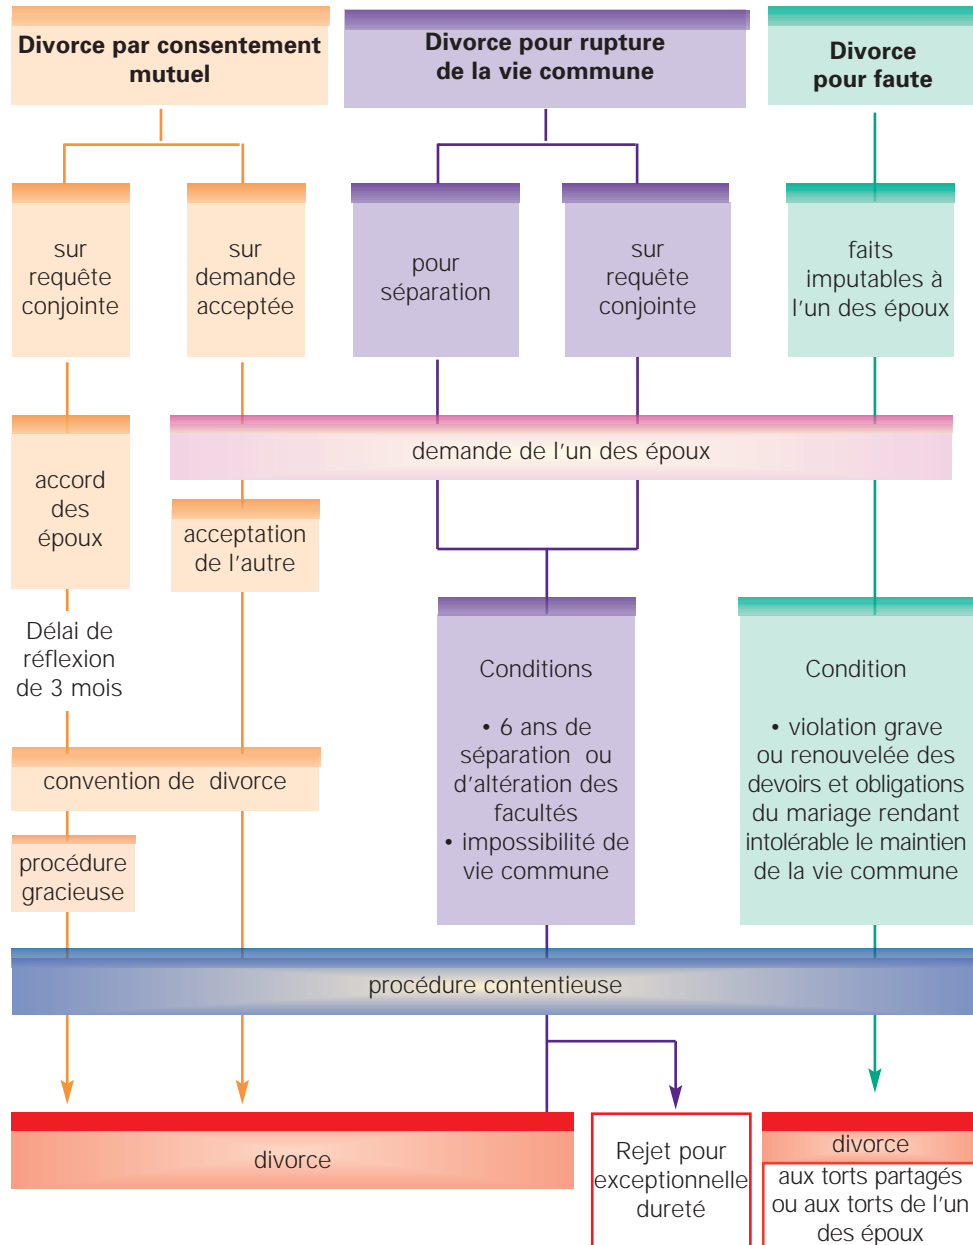 Divorce par consentement
mutuel
Divorce pour rupture
de la vie commune
Divorce
pour faute
sur
requête
conjointe
sur
demande
acceptée
pour
séparation
sur
requête
conjointe
faits
imputables à
l'un des époux
demande de l'un des époux
accord
des
époux
acceptation
de l'autre
Délai de
réflexion
de 3 mois
Conditions
• 6 ans de
séparation ou
d'altération des
facultés
• impossibilité de
vie commune
Condition
• violation grave
ou renouvelée des
devoirs et obligations
du mariage rendant
intolérable le maintien
de la vie commune
convention de divorce
procédure
gracieuse
procédure contentieuse
divorce
Rejet pour
exceptionnelle
dureté
divorce
aux torts partagés
ou aux torts de l'un
des époux